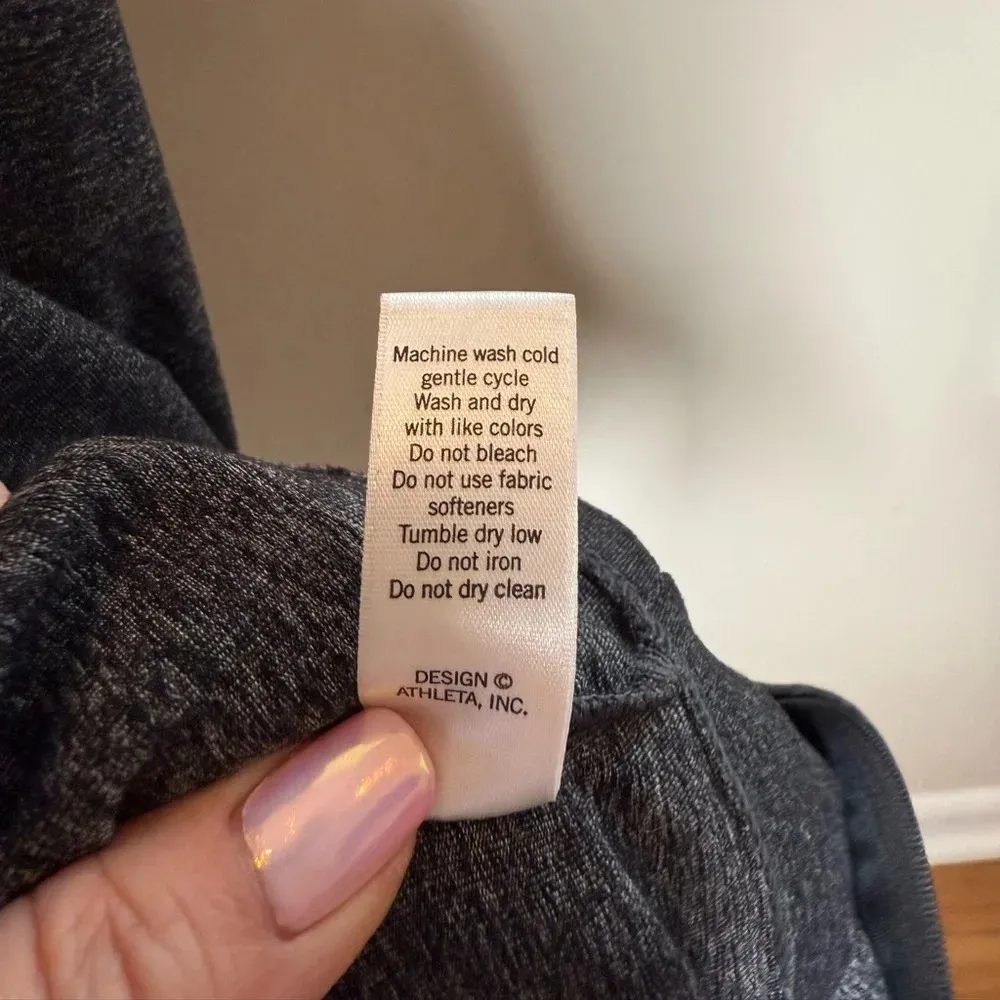 Machine wash cold
gentle cycle
Wash and dry
with like colors
Do not bleach
Do not use fabric
softeners
Tumble dry low
Do not iron
Do not dry clean
DESIGN ©
ATHLETA, INC.